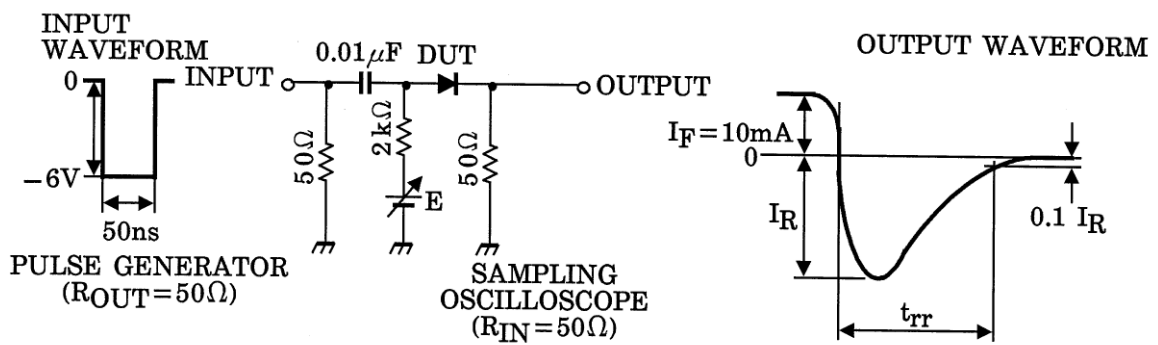 INPUT
WAVEFORM
0
−6V
50ns
PULSE GENERATOR
(ROUT=50Ω)
INPUT
0.01μF
DUT
OUTPUT
50Ω
2kΩ
E
50Ω
SAMPLING
OSCILLOSCOPE
(RIN=50Ω)
OUTPUT WAVEFORM
IF=10mA
0
IR
0.1 IR
trr